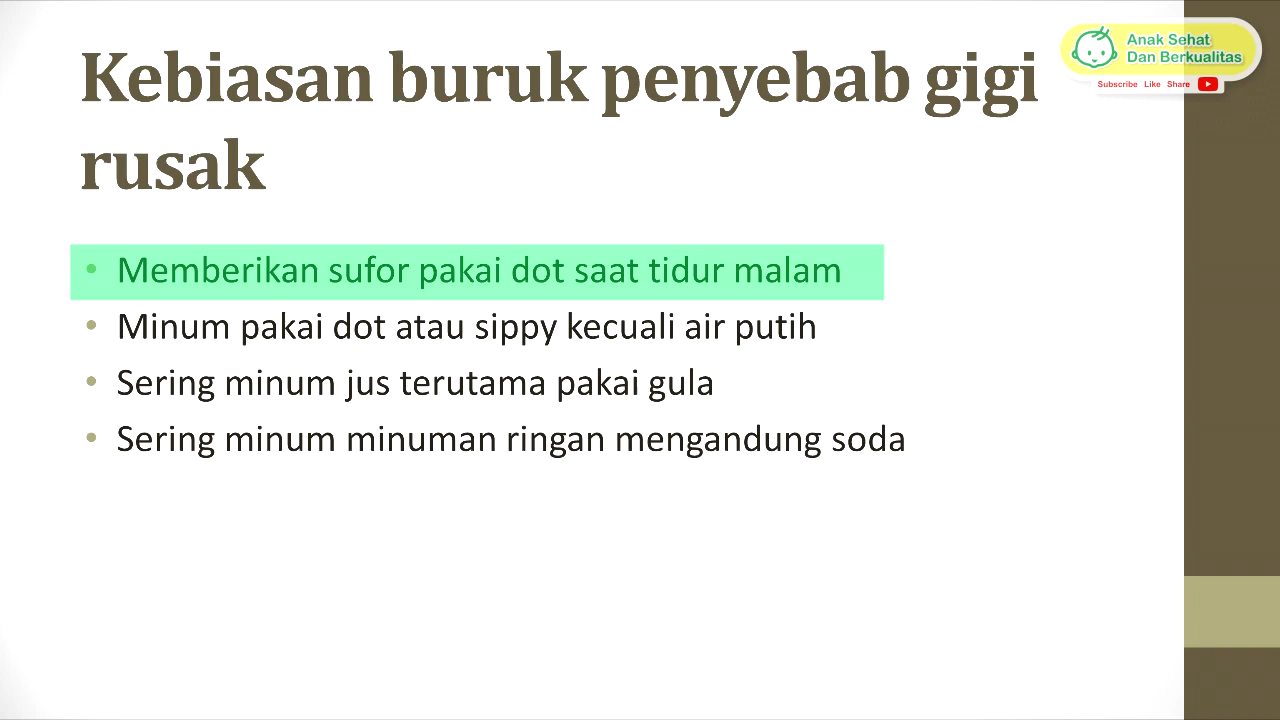 Kebiasan buruk penyebab gigi
rusak
Anak Sehat
Dan Berkualitas
Subscribe Like Share
• Memberikan sufor pakai dot saat tidur malam
• Minum pakai dot atau sippy kecuali air putih
• Sering minum jus terutama pakai gula
• Sering minum minuman ringan mengandung soda